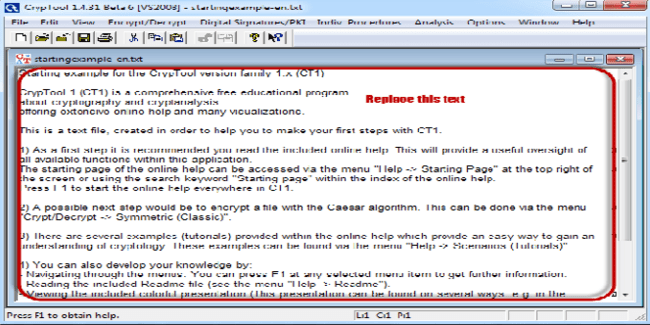 CrypTool 1.4.31 Beta 6 [VS2008] - startingexample-en.txt
File Edit View Encrypt/Decrypt Digital Signatures/PKI Indiv. Procedures Analysis Options Window Help
startingexample-en.txt
Starting example for the CrypTool version family 1.x (CT1)
CrypTool 1 (CT1) is a comprehensive free educational program
Replace this text
about cryptography and cryptanalysis
offering extensive online help and many visualizations.
This is a text file, created in order to help you to make your first steps with CT1.
1) As a first step it is recommended you read the included online help. This will provide a useful oversight of
all available functions within this application.
The starting page of the online help can be accessed via the menu "Help -> Starting Page" at the top right of
the screen or using the search keyword "Starting page" within the index of the online help.
Press F1 to start the online help everywhere in CT1.
2) A possible next step would be to encrypt a file with the Caesar algorithm. This can be done via the menu
"Crypt/Decrypt -> Symmetric (Classic)".
3) There are several examples (tutorials) provided within the online help which provide an easy way to gain an
understanding of cryptology. These examples can be found via the menu "Help -> Scenarios (Tutorials)"
4) You can also develop your knowledge by:
- Navigating through the menus. You can press F1 at any selected menu item to get further information.
- Reading the included Readme file (see the menu "Help -> Readme").
- Viewing the included colorful presentation (This presentation can be found on several ways: e.g. in the
Press F1 to obtain help.
L:1 C:1 P:1